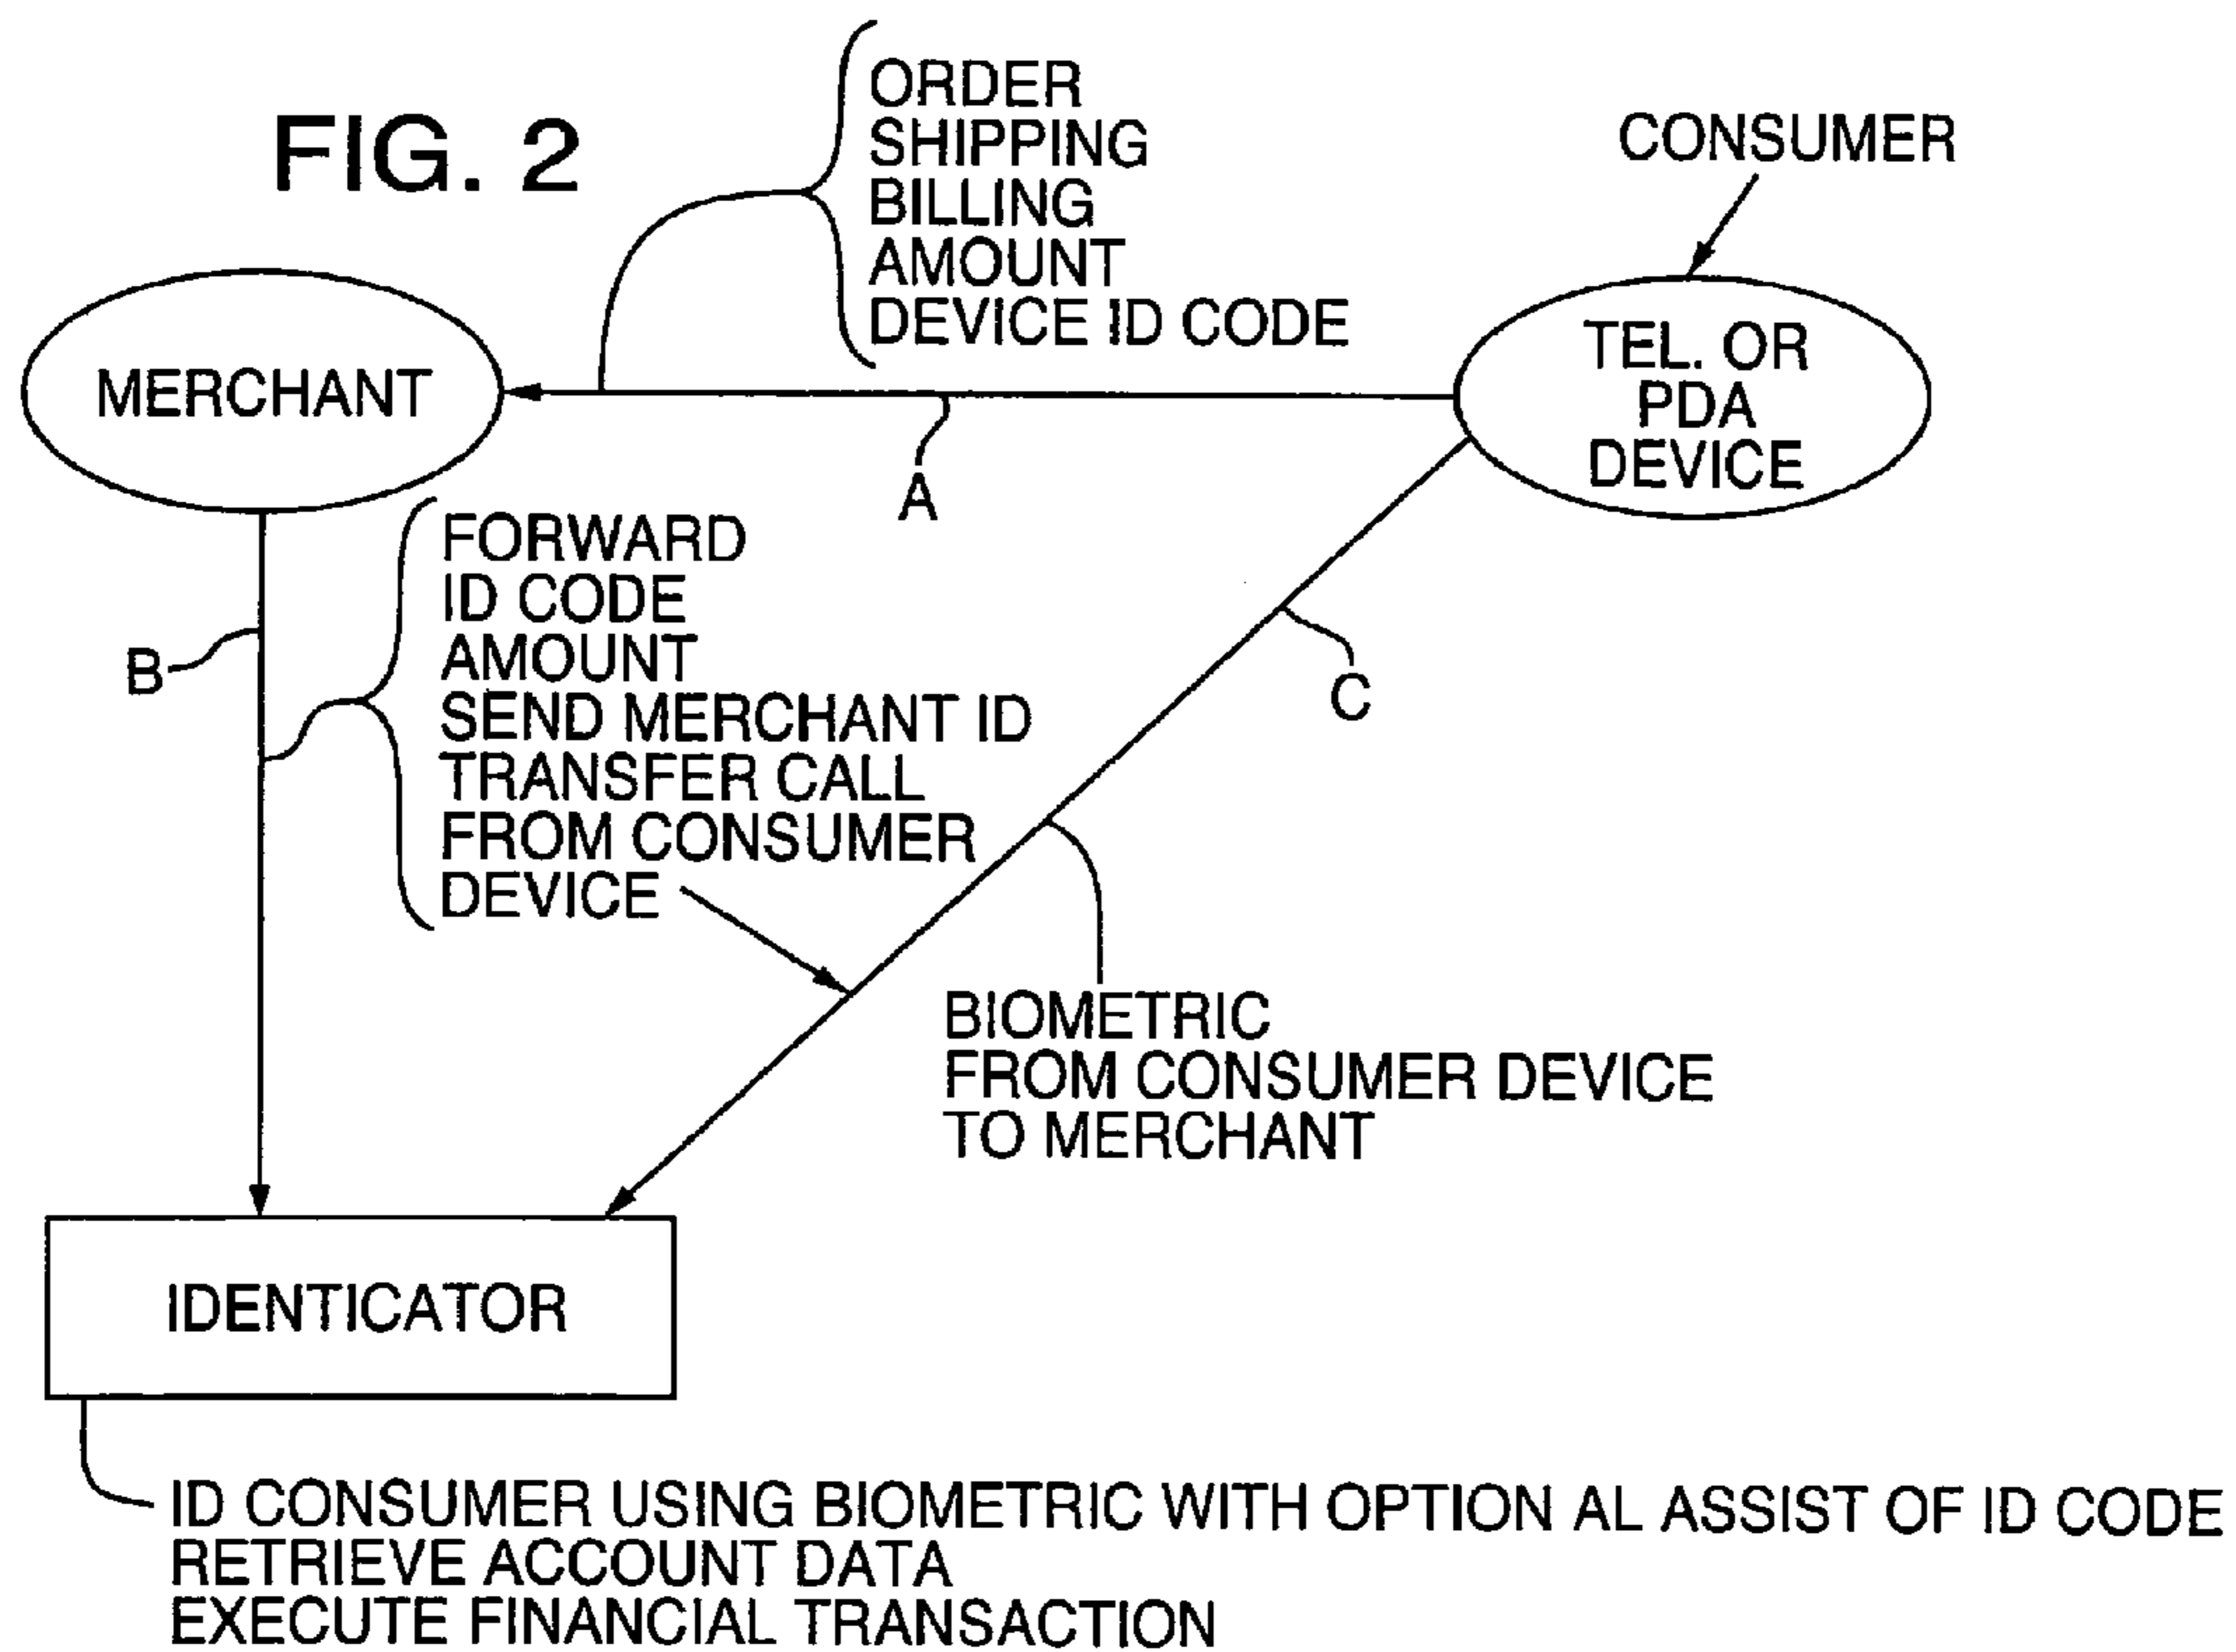 FIG. 2
ORDER
SHIPPING
BILLING
AMOUNT
DEVICE ID CODE
CONSUMER
MERCHANT
TEL. OR
PDA
DEVICE
A
FORWARD
ID CODE
AMOUNT
SEND MERCHANT ID
TRANSFER CALL
FROM CONSUMER
DEVICE
B
C
BIOMETRIC
FROM CONSUMER DEVICE
TO MERCHANT
IDENTICATOR
ID CONSUMER USING BIOMETRIC WITH OPTION AL ASSIST OF ID CODE
RETRIEVE ACCOUNT DATA
EXECUTE FINANCIAL TRANSACTION